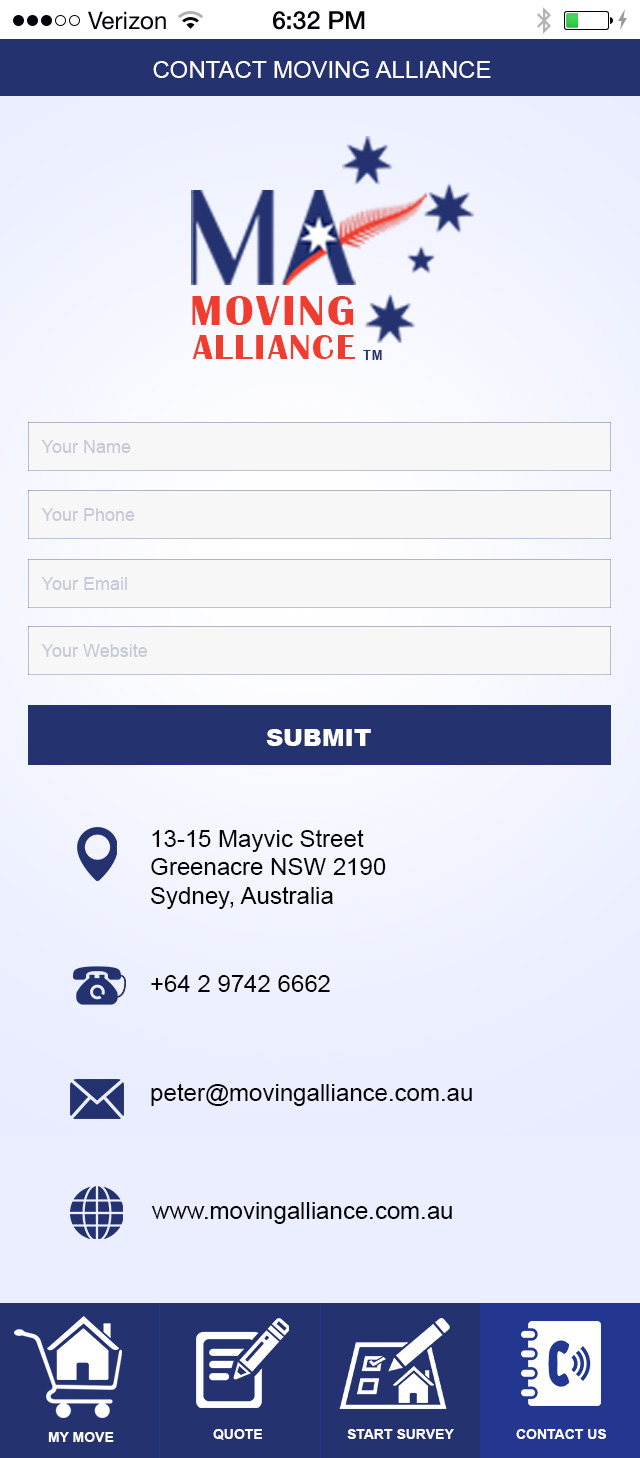 Verizon 6:32 PM
CONTACT MOVING ALLIANCE
MA
MOVING
ALLIANCE TM
Your Name
Your Phone
Your Email
Your Website
SUBMIT
13-15 Mayvic Street
Greenacre NSW 2190
Sydney, Australia
+64 2 9742 6662
peter@movingalliance.com.au
www.movingalliance.com.au
MY MOVE QUOTE START SURVEY CONTACT US